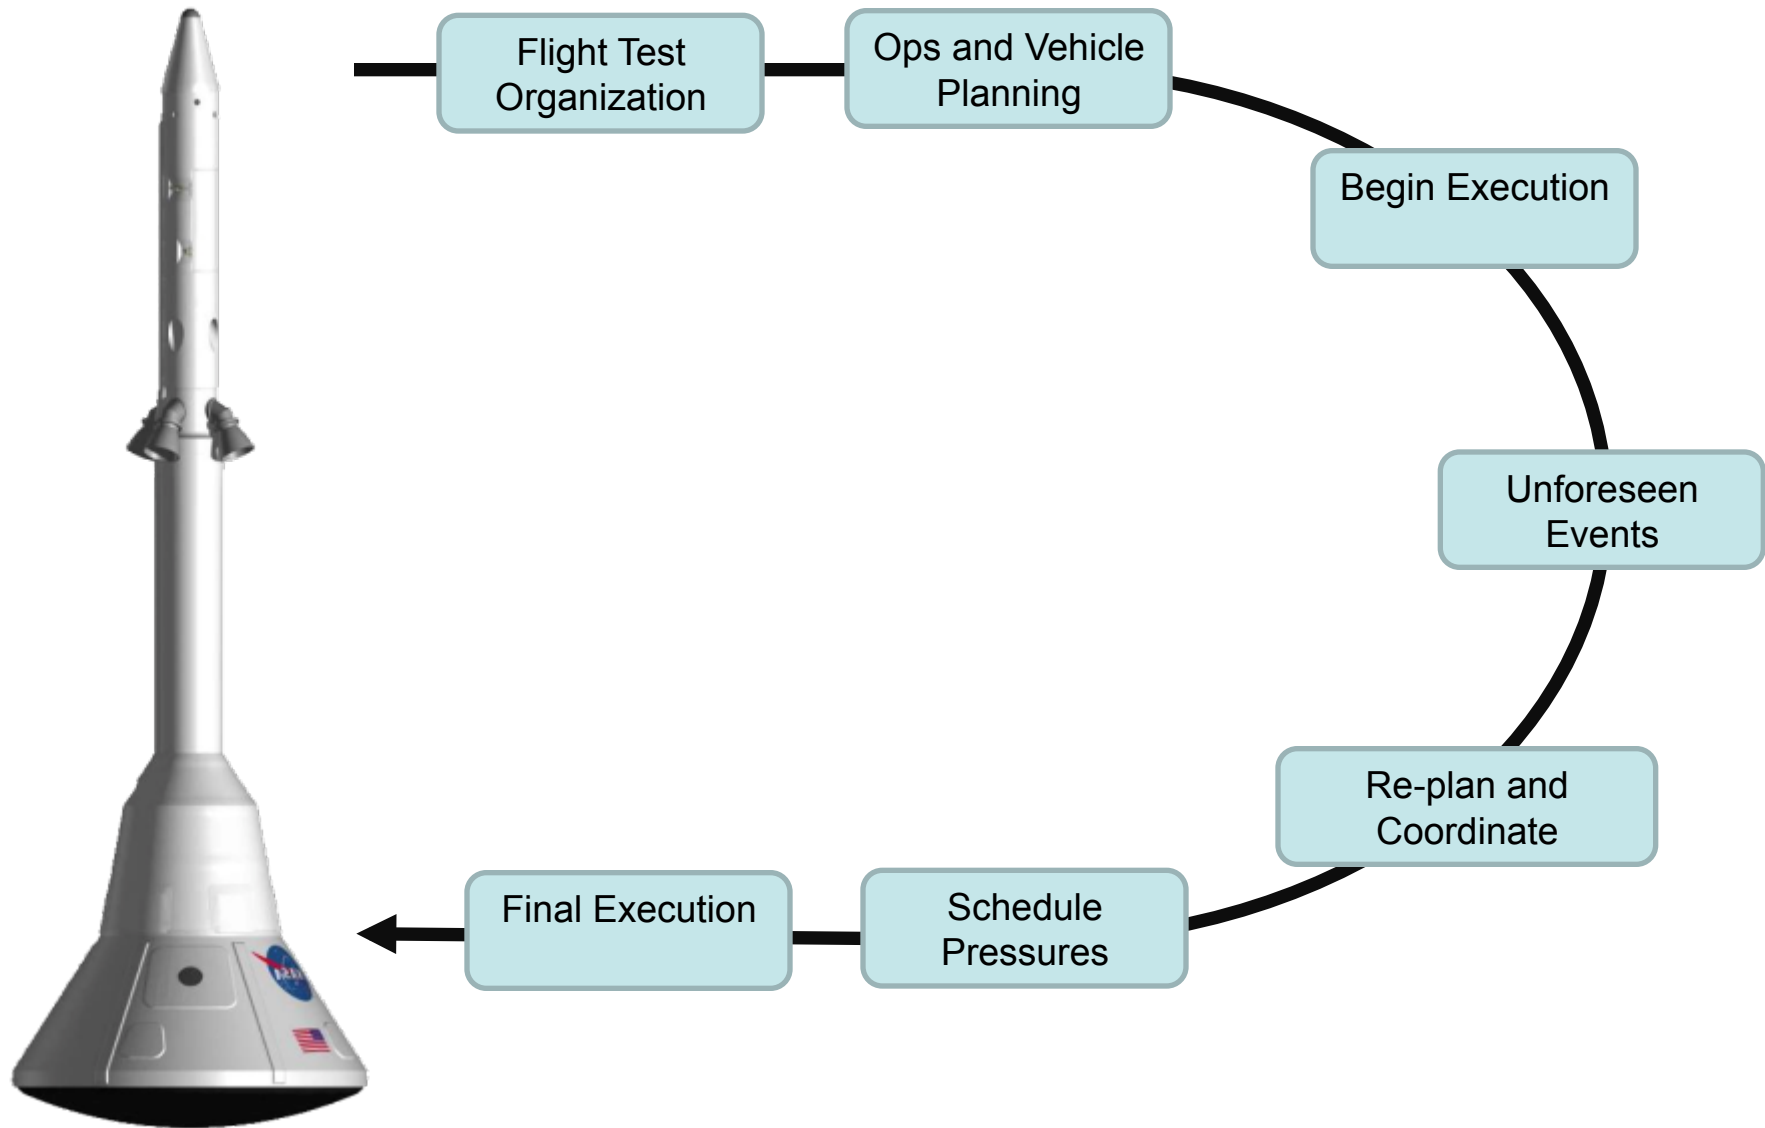 Flight Test
Organization
Ops and Vehicle
Planning
Begin Execution
Unforeseen
Events
Re-plan and
Coordinate
Schedule
Pressures
Final Execution
NASA